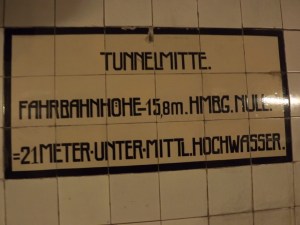 TUNNELMITTE.
FAHRBAHNHÖHE-15,8m. HMBG. NULL.
=21 METER·UNTER·MITTL. HOCHWASSER.